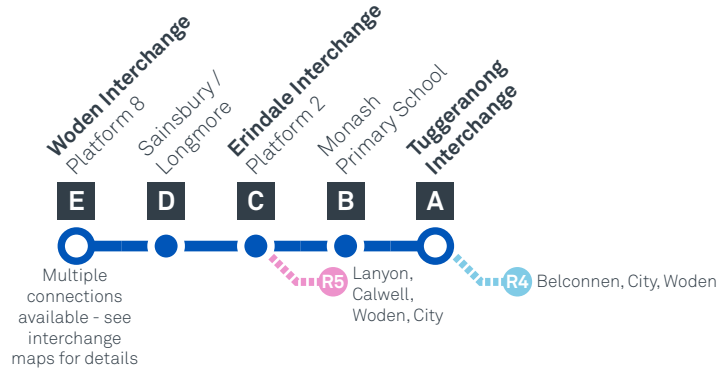 Woden Interchange
Platform 8
Sainsbury /
Longmore
Erindale Interchange
Platform 2
Monash
Primary School
Tuggeranong
Interchange
E
D
C
B
A
Multiple
connections
available - see
interchange
maps for details
R5
Lanyon,
Calwell,
Woden, City
R4
Belconnen, City, Woden